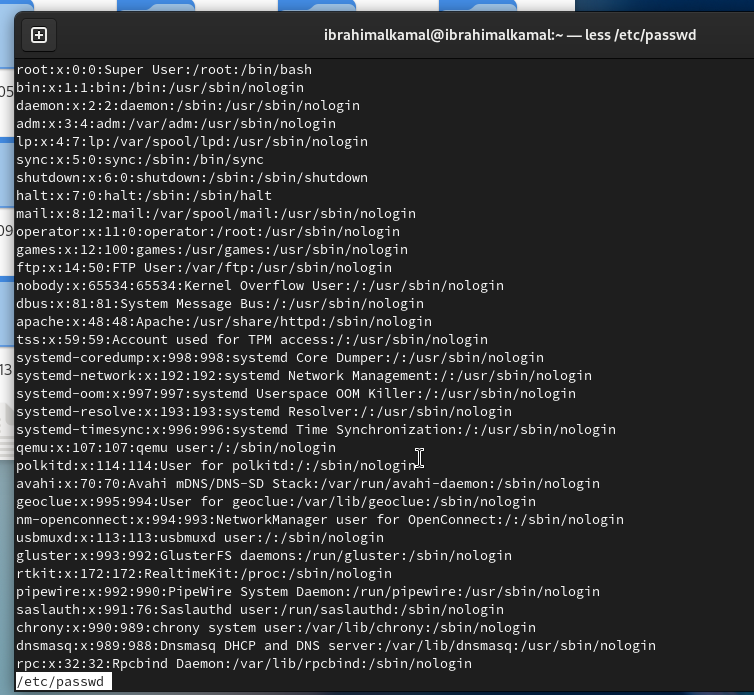 ibrahimalkamal@ibrahimalkamal:~ — less /etc/passwd
05
09
13
root:x:0:0:Super User:/root:/bin/bash
bin:x:1:1:bin:/bin:/usr/sbin/nologin
daemon:x:2:2:daemon:/sbin:/usr/sbin/nologin
adm:x:3:4:adm:/var/adm:/usr/sbin/nologin
lp:x:4:7:lp:/var/spool/lpd:/usr/sbin/nologin
sync:x:5:0:sync:/sbin:/bin/sync
shutdown:x:6:0:shutdown:/sbin:/sbin/shutdown
halt:x:7:0:halt:/sbin:/sbin/halt
mail:x:8:12:mail:/var/spool/mail:/usr/sbin/nologin
operator:x:11:0:operator:/root:/usr/sbin/nologin
games:x:12:100:games:/usr/games:/usr/sbin/nologin
ftp:x:14:50:FTP User:/var/ftp:/usr/sbin/nologin
nobody:x:65534:65534:Kernel Overflow User:/:/usr/sbin/nologin
dbus:x:81:81:System Message Bus:/:/usr/sbin/nologin
apache:x:48:48:Apache:/usr/share/httpd:/sbin/nologin
tss:x:59:59:Account used for TPM access:/:/usr/sbin/nologin
systemd-coredump:x:998:998:systemd Core Dumper:/:/usr/sbin/nologin
systemd-network:x:192:192:systemd Network Management:/:/usr/sbin/nologin
systemd-oom:x:997:997:systemd Userspace OOM Killer:/:/usr/sbin/nologin
systemd-resolve:x:193:193:systemd Resolver:/:/usr/sbin/nologin
systemd-timesync:x:996:996:systemd Time Synchronization:/:/usr/sbin/nologin
qemu:x:107:107:qemu user:/:/sbin/nologin
polkitd:x:114:114:User for polkitd:/:/sbin/nologin
avahi:x:70:70:Avahi mDNS/DNS-SD Stack:/var/run/avahi-daemon:/sbin/nologin
geoclue:x:995:994:User for geoclue:/var/lib/geoclue:/sbin/nologin
nm-openconnect:x:994:993:NetworkManager user for OpenConnect:/:/sbin/nologin
usbmuxd:x:113:113:usbmuxd user:/:/sbin/nologin
gluster:x:993:992:GlusterFS daemons:/run/gluster:/sbin/nologin
rtkit:x:172:172:RealtimeKit:/proc:/sbin/nologin
pipewire:x:992:990:PipeWire System Daemon:/run/pipewire:/usr/sbin/nologin
saslauth:x:991:76:Saslauthd user:/run/saslauthd:/sbin/nologin
chrony:x:990:989:chrony system user:/var/lib/chrony:/sbin/nologin
dnsmasq:x:989:988:Dnsmasq DHCP and DNS server:/var/lib/dnsmasq:/usr/sbin/nologin
rpc:x:32:32:Rpcbind Daemon:/var/lib/rpcbind:/sbin/nologin
/etc/passwd